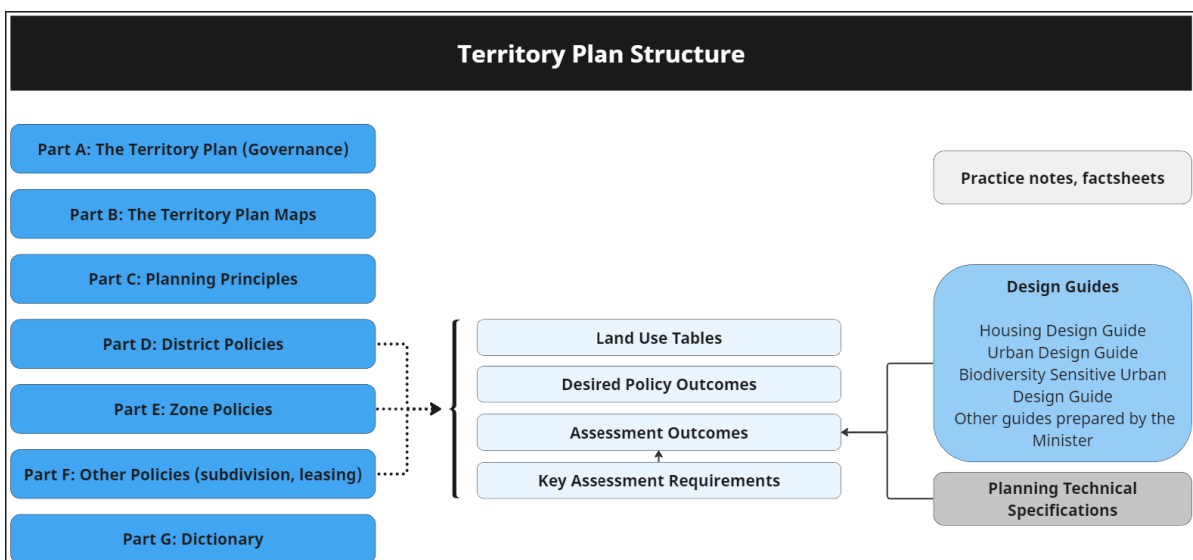 Territory Plan Structure
Part A: The Territory Plan (Governance)
Part B: The Territory Plan Maps
Part C: Planning Principles
Part D: District Policies
Part E: Zone Policies
Part F: Other Policies (subdivision, leasing)
Part G: Dictionary
Land Use Tables
Desired Policy Outcomes
Assessment Outcomes
Key Assessment Requirements
Practice notes, factsheets
Design Guides
Housing Design Guide
Urban Design Guide
Biodiversity Sensitive Urban
Design Guide
Other guides prepared by the
Minister
Planning Technical
Specifications